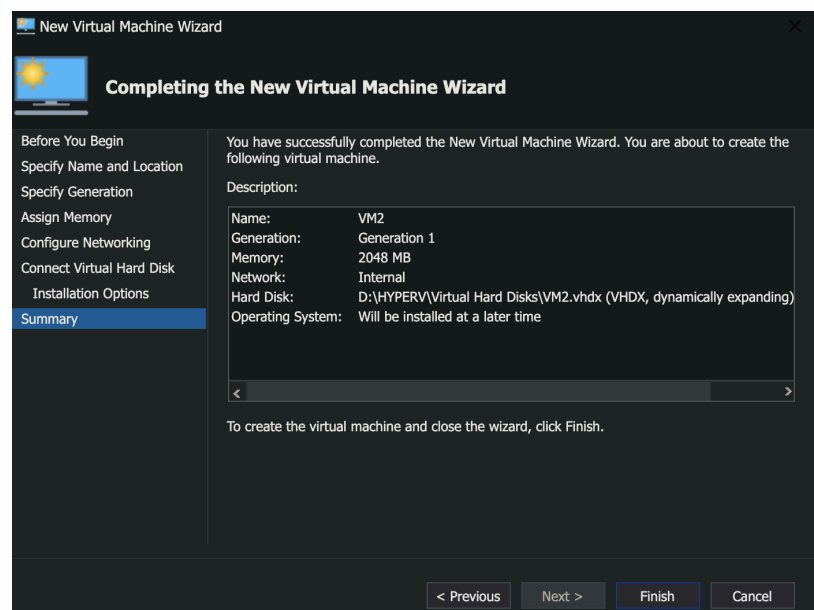 New Virtual Machine Wizard
Completing the New Virtual Machine Wizard
Before You Begin
Specify Name and Location
Specify Generation
Assign Memory
Configure Networking
Connect Virtual Hard Disk
Installation Options
Summary
You have successfully completed the New Virtual Machine Wizard. You are about to create the
following virtual machine.
Description:
Name: VM2
Generation: Generation 1
Memory: 2048 MB
Network: Internal
Hard Disk: D:\HYPERV\Virtual Hard Disks\VM2.vhdx (VHDX, dynamically expanding)
Operating System: Will be installed at a later time
To create the virtual machine and close the wizard, click Finish.
< Previous Next > Finish Cancel